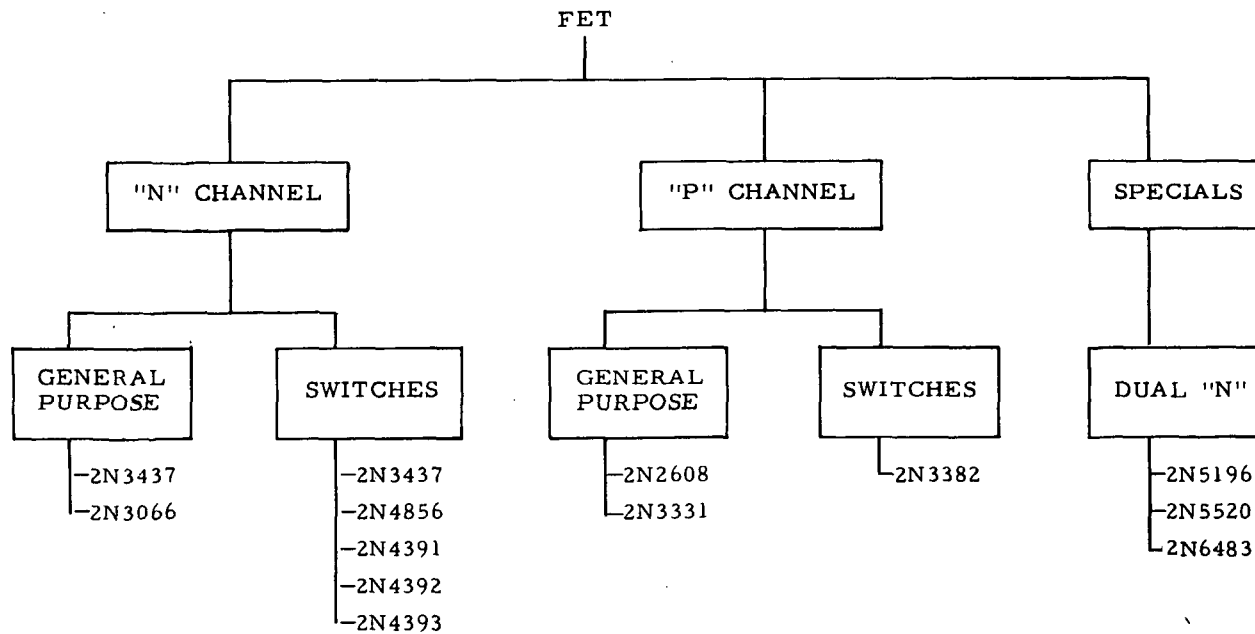 FET
"N" CHANNEL
"P" CHANNEL
SPECIALS
GENERAL
PURPOSE
SWITCHES
GENERAL
PURPOSE
SWITCHES
DUAL "N"
2N3437
2N3066
2N3437
2N4856
2N4391
2N4392
2N4393
2N2608
2N3331
2N3382
2N5196
2N5520
2N6483